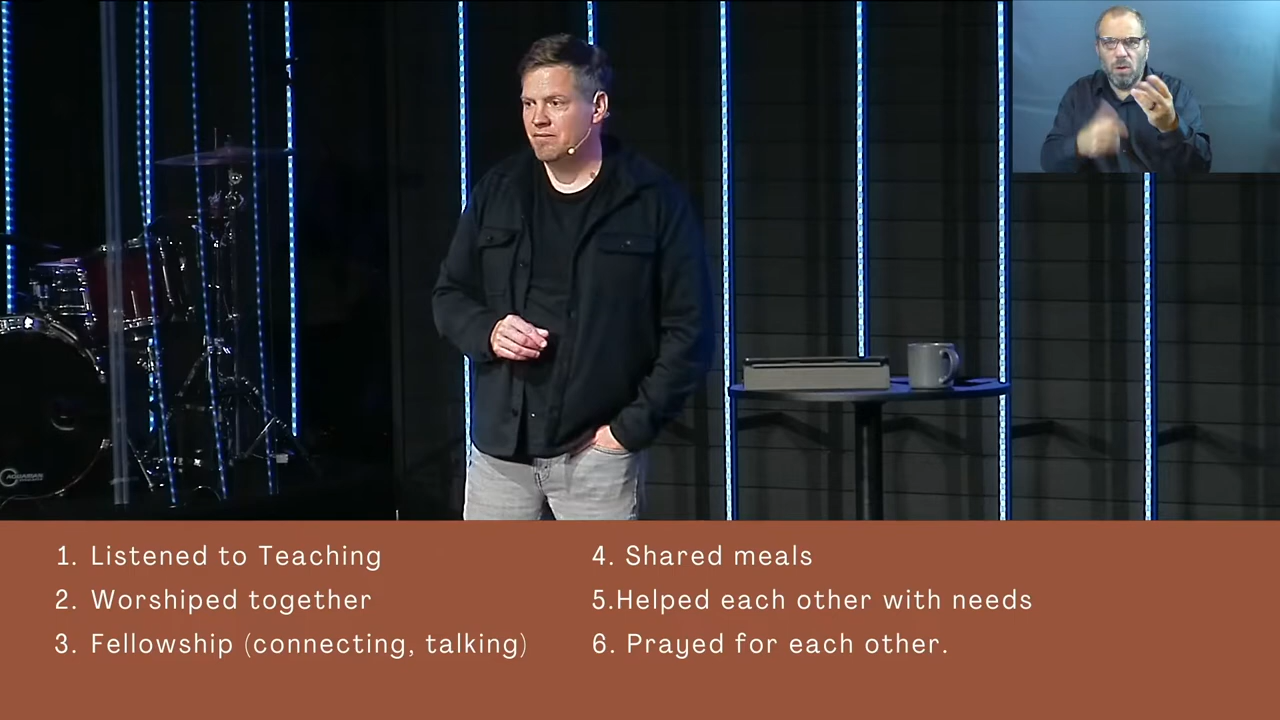 AQUARIAN
1. Listened to Teaching
2. Worshiped together
3. Fellowship (connecting, talking)
4. Shared meals
5.Helped each other with needs
6. Prayed for each other.